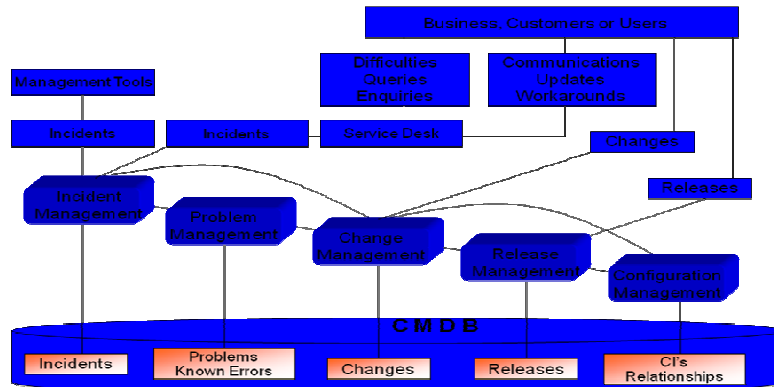 Business, Customers or Users
Difficulties
Queries
Enquiries
Communications
Updates
Workarounds
Management Tools
Incidents
Incidents
Service Desk
Changes
Releases
Incident
Management
Problem
Management
Change
Management
Release
Management
Configuration
Management
CMDB
Incidents
Problems
Known Errors
Changes
Releases
CI's
Relationships